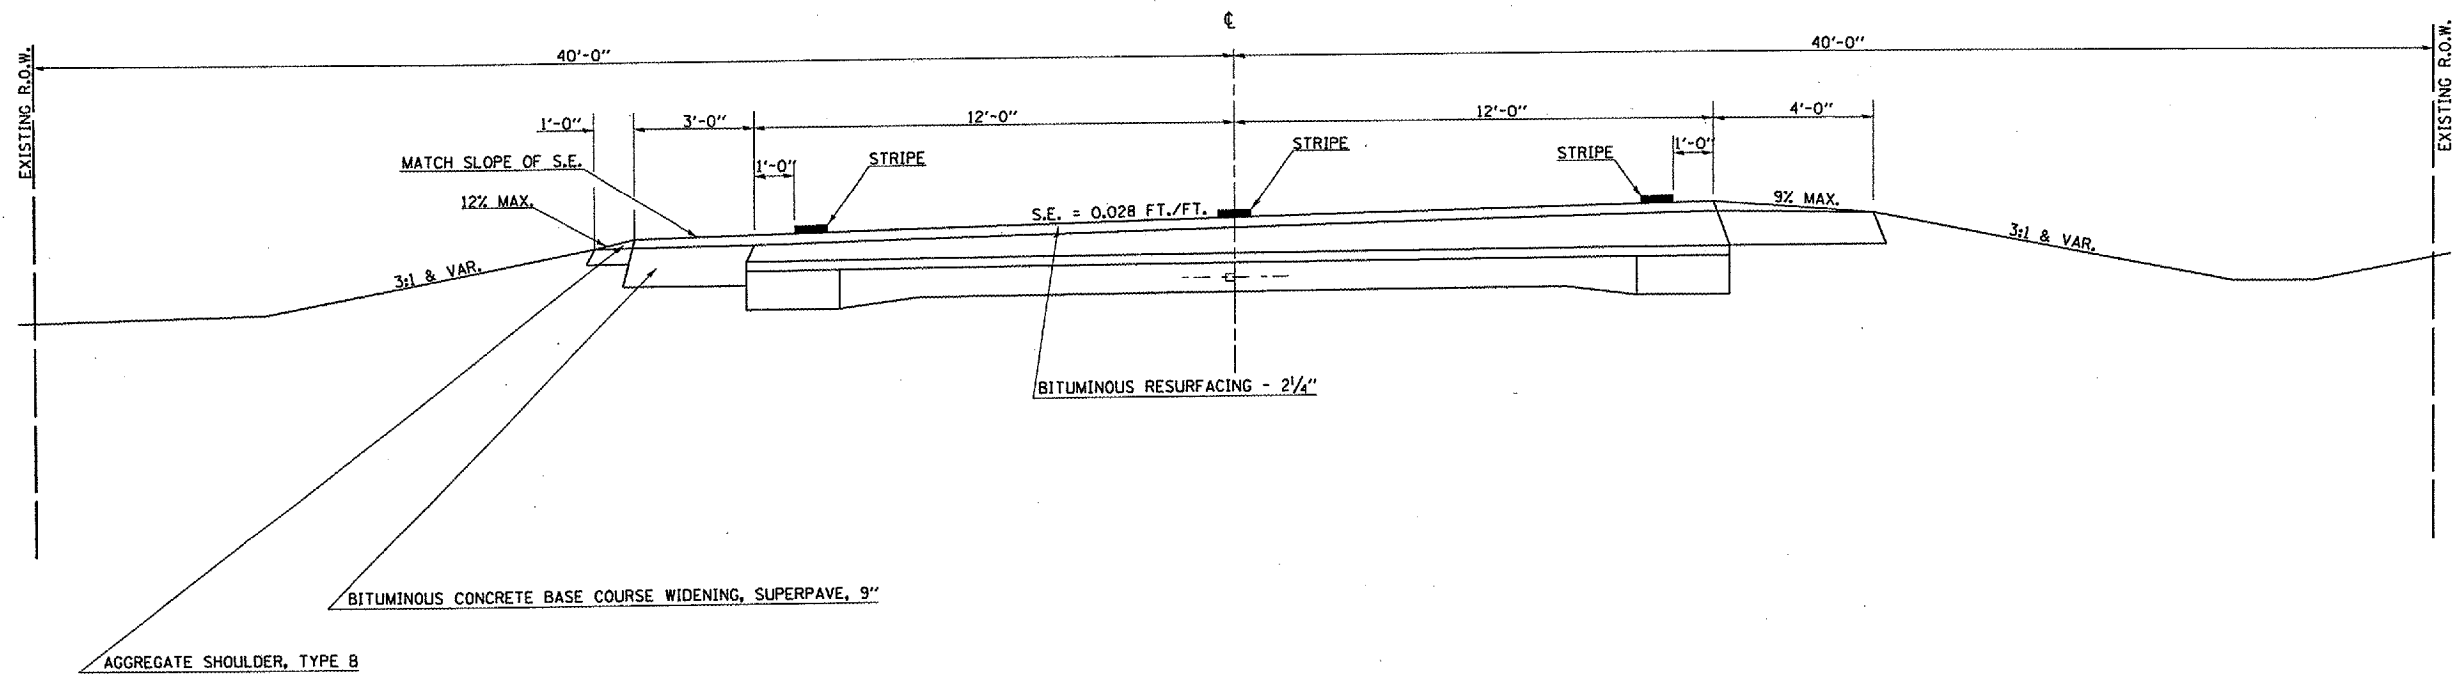 ℄
40'-0"
40'-0"
EXISTING R.O.W.
EXISTING R.O.W.
1'-0"
3'-0"
12'-0"
12'-0"
4'-0"
MATCH SLOPE OF S.E.
1'-0"
STRIPE
STRIPE
STRIPE
1'-0"
12% MAX.
S.E. = 0.028 FT./FT.
9% MAX.
3:1 & VAR.
3:1 & VAR.
BITUMINOUS RESURFACING - 2 1/4"
BITUMINOUS CONCRETE BASE COURSE WIDENING, SUPERPAVE, 9"
AGGREGATE SHOULDER, TYPE B